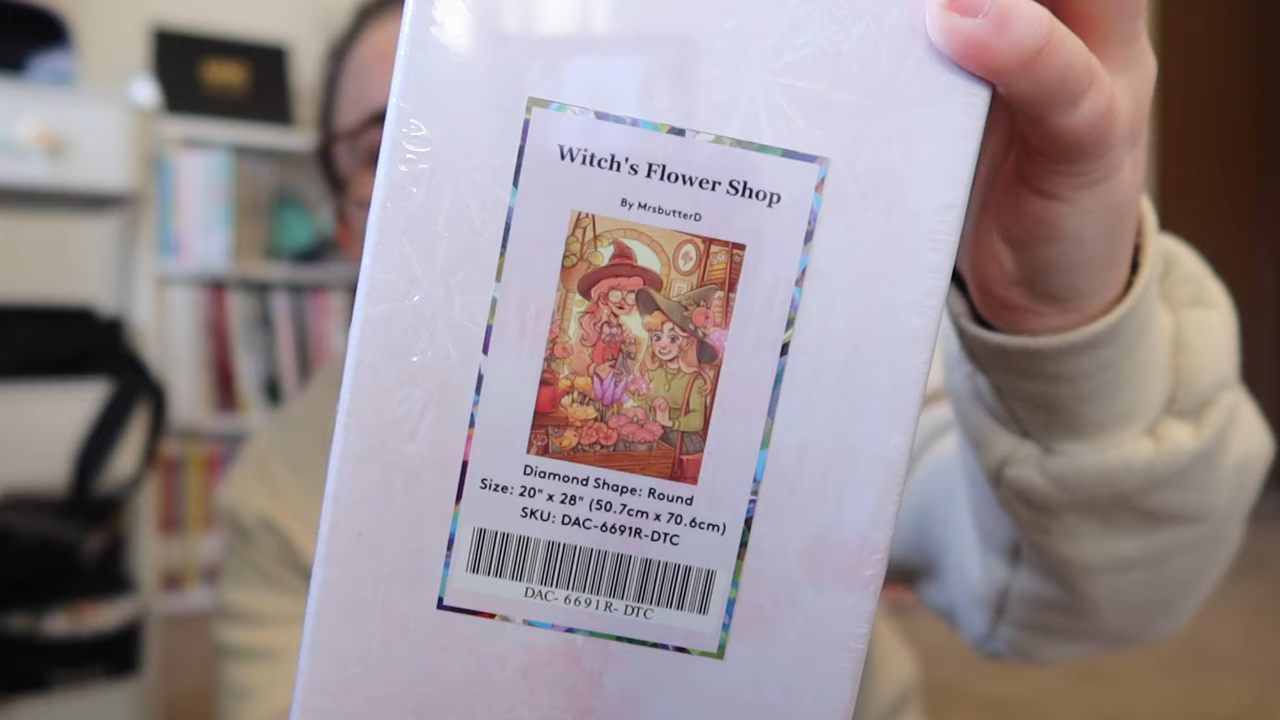 Witch's Flower Shop
By MrsbutterD
Diamond Shape: Round
Size: 20" x 28" (50.7cm x 70.6cm)
SKU: DAC-6691R-DTC
DAC- 6691R- DTC